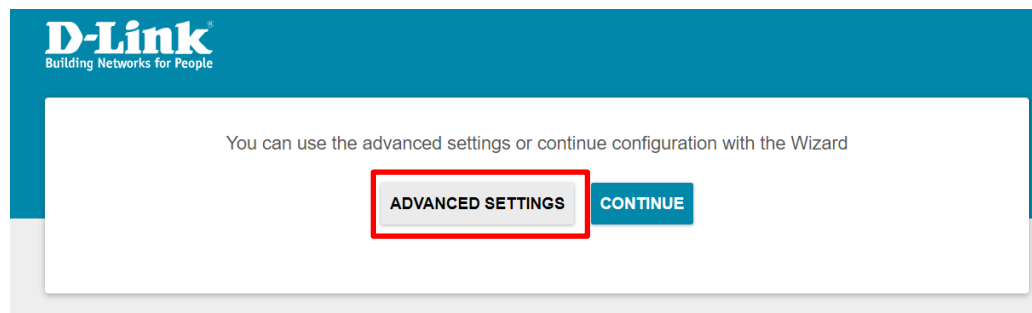 D-Link®
Building Networks for People
You can use the advanced settings or continue configuration with the Wizard
ADVANCED SETTINGS CONTINUE